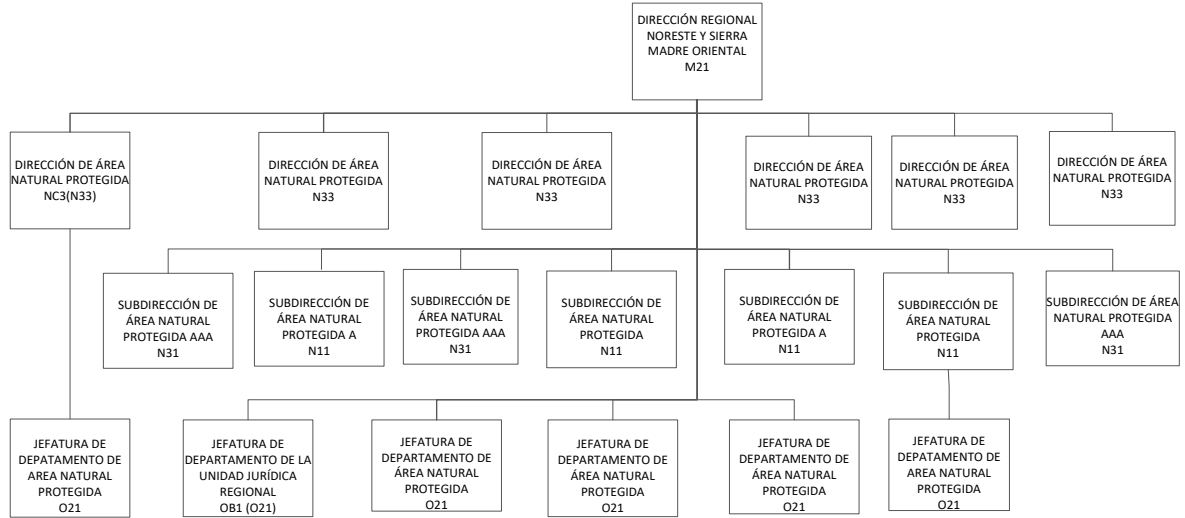 DIRECCIÓN REGIONAL
NORESTE Y SIERRA
MADRE ORIENTAL
M21
DIRECCIÓN DE ÁREA
NATURAL PROTEGIDA
NC3(N33)
DIRECCIÓN DE ÁREA
NATURAL PROTEGIDA
N33
DIRECCIÓN DE ÁREA
NATURAL PROTEGIDA
N33
DIRECCIÓN DE ÁREA
NATURAL PROTEGIDA
N33
DIRECCIÓN DE ÁREA
NATURAL PROTEGIDA
N33
DIRECCIÓN DE ÁREA
NATURAL PROTEGIDA
N33
SUBDIRECCIÓN DE
ÁREA NATURAL
PROTEGIDA AAA
N31
SUBDIRECCIÓN DE
ÁREA NATURAL
PROTEGIDA A
N11
SUBDIRECCIÓN DE
ÁREA NATURAL
PROTEGIDA AAA
N31
SUBDIRECCIÓN DE
ÁREA NATURAL
PROTEGIDA
N11
SUBDIRECCIÓN DE
ÁREA NATURAL
PROTEGIDA A
N11
SUBDIRECCIÓN DE
ÁREA NATURAL
PROTEGIDA
N11
SUBDIRECCIÓN DE ÁREA
NATURAL PROTEGIDA
AAA
N31
JEFATURA DE
DEPATAMENTO DE
AREA NATURAL
PROTEGIDA
O21
JEFATURA DE
DEPARTAMENTO DE LA
UNIDAD JURÍDICA
REGIONAL
OB1 (O21)
JEFATURA DE
DEPARTAMENTO DE
ÁREA NATURAL
PROTEGIDA
O21
JEFATURA DE
DEPARTAMENTO DE
ÁREA NATURAL
PROTEGIDA
O21
JEFATURA DE
DEPARTAMENTO DE
ÁREA NATURAL
PROTEGIDA
O21
JEFATURA DE
DEPATAMENTO DE
AREA NATURAL
PROTEGIDA
O21